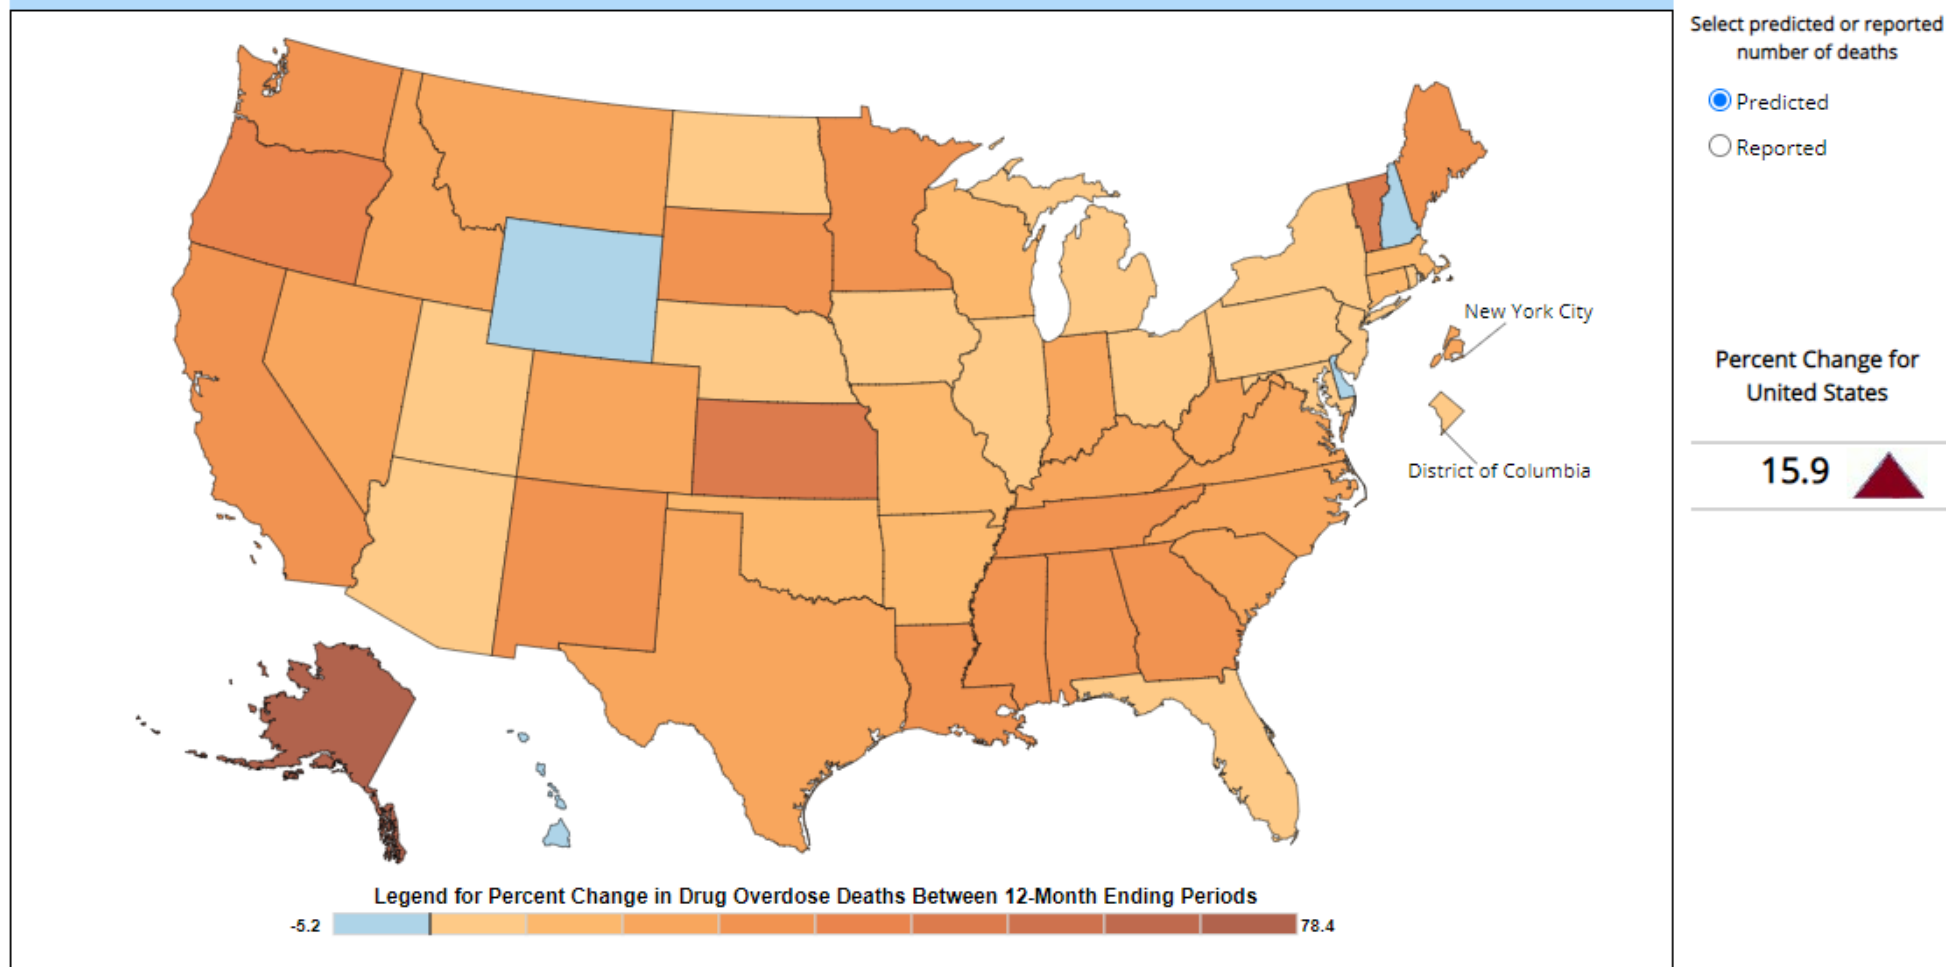 Select predicted or reported
number of deaths
Predicted
Reported
New York City
Percent Change for
United States
15.9
District of Columbia
Legend for Percent Change in Drug Overdose Deaths Between 12-Month Ending Periods
-5.2
78.4